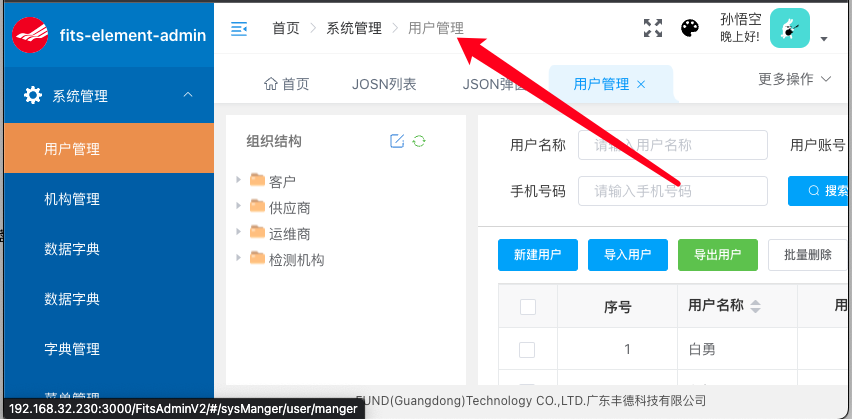 fits-element-admin
首页 系统管理 用户管理
孙悟空
晚上好!
系统管理
用户管理
机构管理
数据字典
数据字典
字典管理
首页 JOSN列表 JSON弹 用户管理 更多操作
组织结构
客户
供应商
运维商
检测机构
用户名称 请输入用户名称 用户账号
手机号码 请输入手机号码 搜索
新建用户 导入用户 导出用户 批量删除
序号 用户名称 用
1 白勇
192.168.32.230:3000/FitsAdminV2/#/sysManger/user/manger
FUND(Guangdong)Technology CO.,LTD.广东丰德科技有限公司